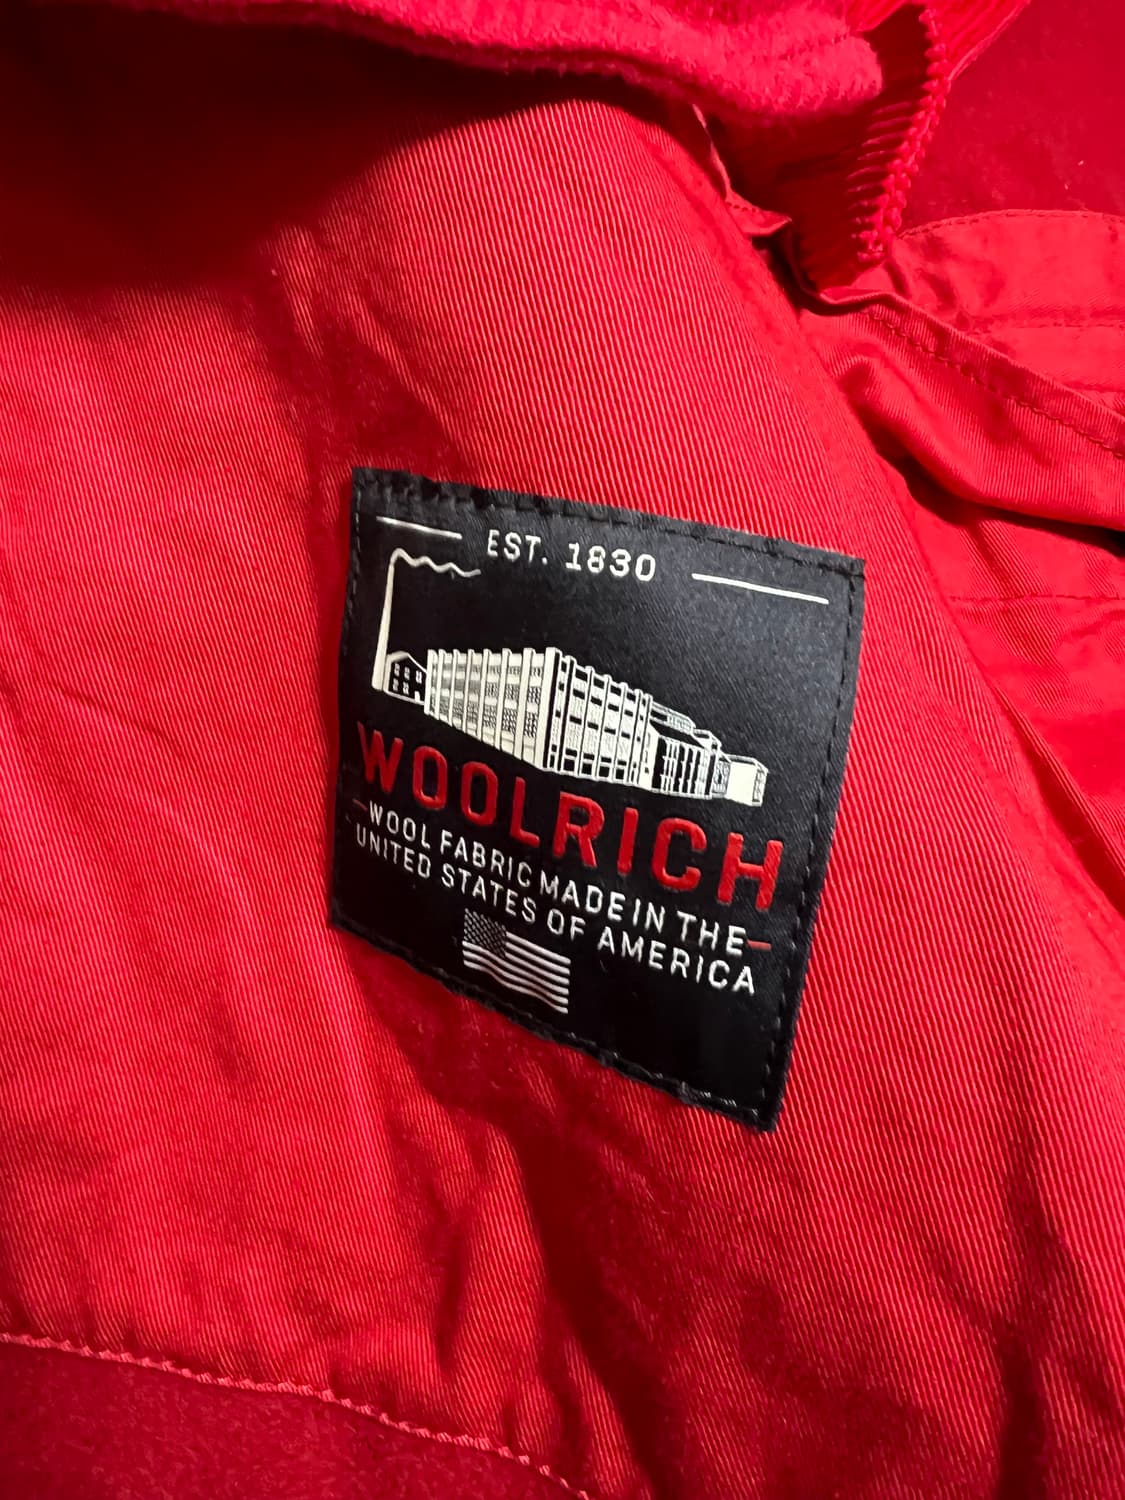 EST. 1830
WOOLRICH
WOOL FABRIC MADE IN THE
UNITED STATES OF AMERICA